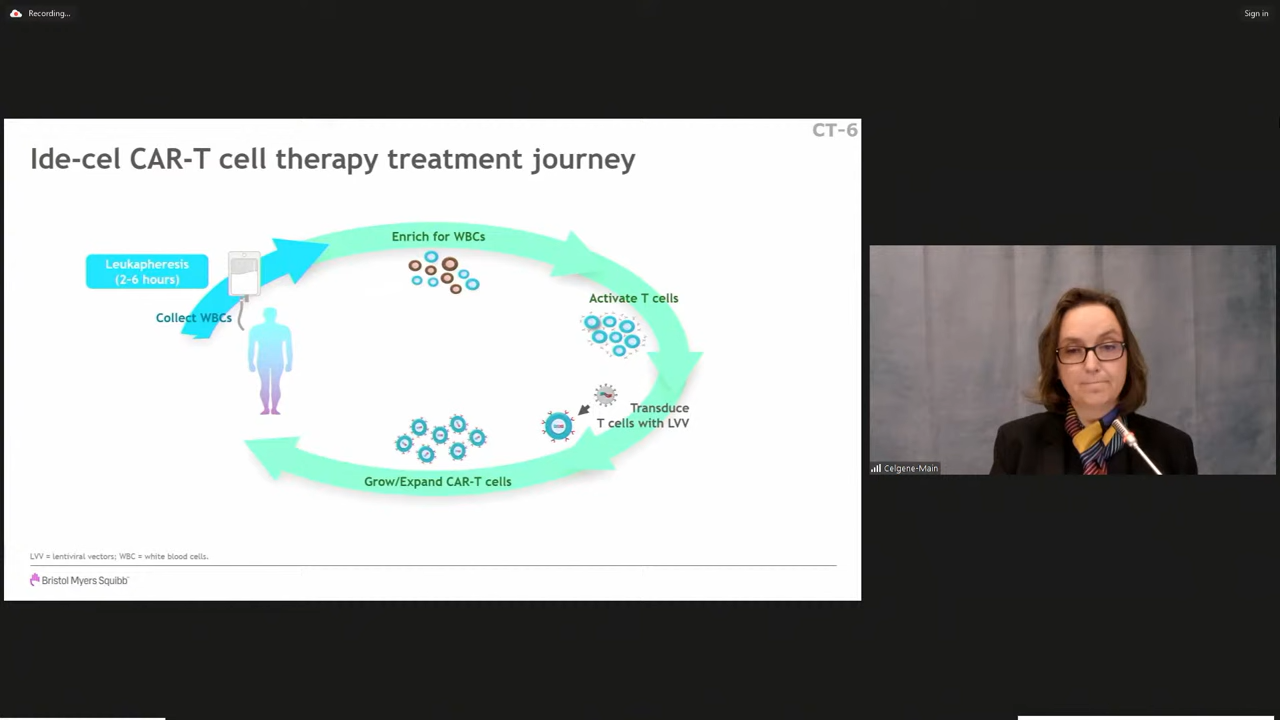 Recording...
Sign in
CT-6
Ide-cel CAR-T cell therapy treatment journey
Enrich for WBCs
Leukapheresis
(2-6 hours)
Activate T cells
Collect WBCs
Transduce
T cells with LVV
Grow/Expand CAR-T cells
Celgene-Main
LVV = lentiviral vectors; WBC = white blood cells.
Bristol Myers Squibb™